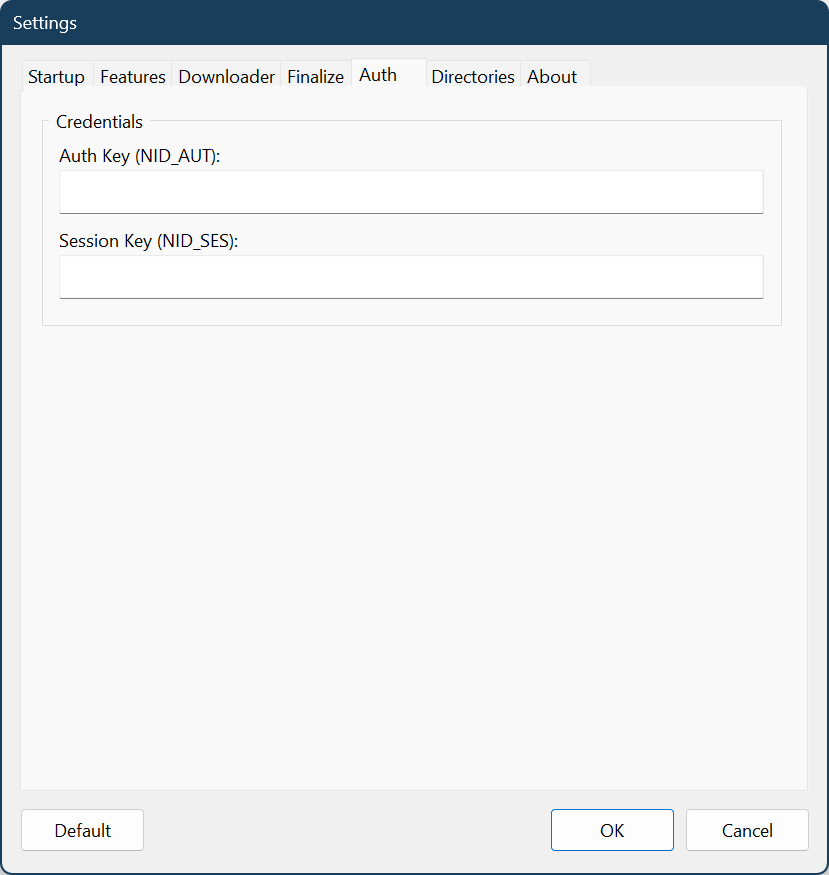 Settings
Startup Features Downloader Finalize Auth Directories About
Credentials
Auth Key (NID_AUT):
Session Key (NID_SES):
Default OK Cancel